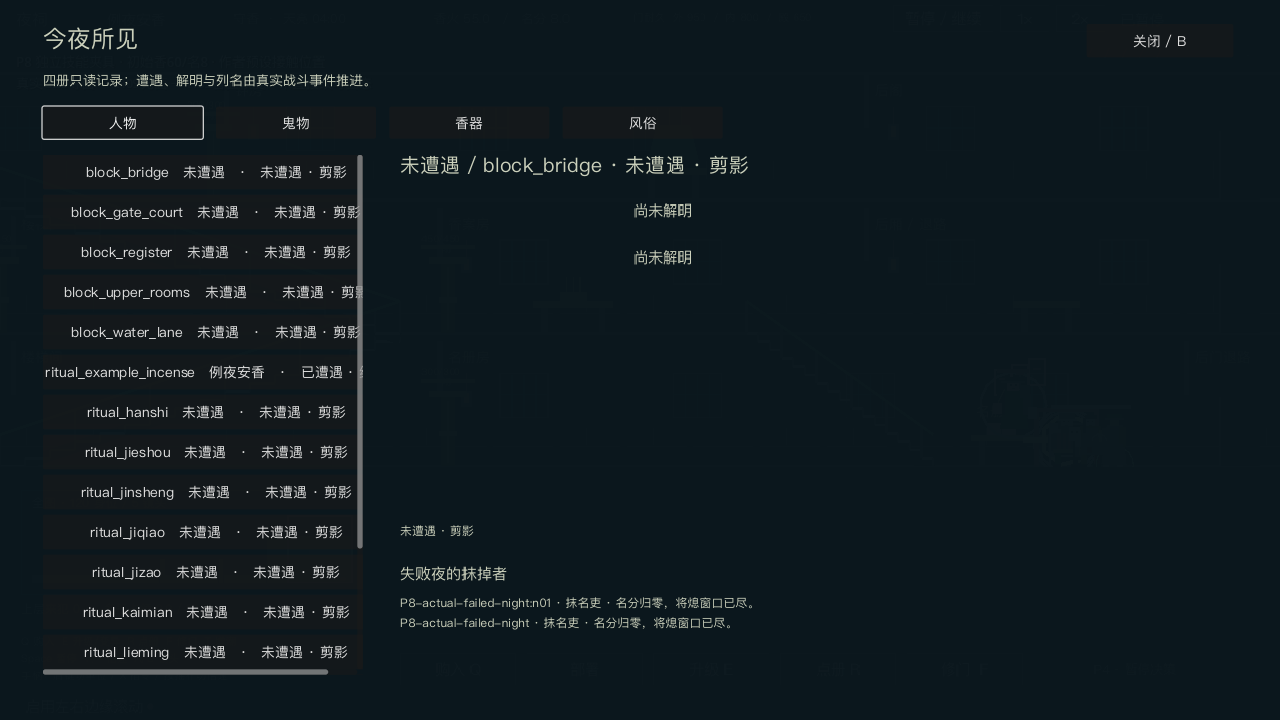 今夜所见
关闭 / B
四册只读记录；遭遇、解明与列名由真实战斗事件推进。
人物
鬼物
香器
风俗
block_bridge 未遭遇 · 未遭遇 · 剪影
block_gate_court 未遭遇 · 未遭遇 · 剪影
block_register 未遭遇 · 未遭遇 · 剪影
block_upper_rooms 未遭遇 · 未遭遇 · 剪
block_water_lane 未遭遇 · 未遭遇 · 剪影
ritual_example_incense 例夜安香 · 已遭遇 ·
ritual_hanshi 未遭遇 · 未遭遇 · 剪影
ritual_jieshou 未遭遇 · 未遭遇 · 剪影
ritual_jinsheng 未遭遇 · 未遭遇 · 剪影
ritual_jiqiao 未遭遇 · 未遭遇 · 剪影
ritual_jizao 未遭遇 · 未遭遇 · 剪影
ritual_kaimian 未遭遇 · 未遭遇 · 剪影
ritual_lieming 未遭遇 · 未遭遇 · 剪影
未遭遇 / block_bridge · 未遭遇 · 剪影
尚未解明
尚未解明
未遭遇 · 剪影
失败夜的抹掉者
P8-actual-failed-night:n01 · 抹名吏 · 名分归零，将熄窗口已尽。
P8-actual-failed-night · 抹名吏 · 名分归零，将熄窗口已尽。